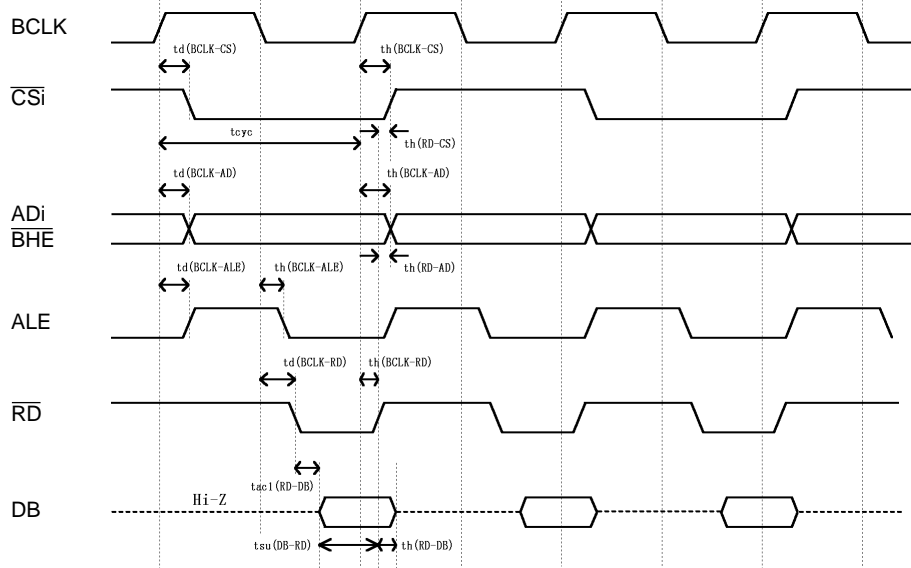 BCLK
td(BCLK-CS) th(BCLK-CS)
CSi
tcyc
th(RD-CS)
td(BCLK-AD) th(BCLK-AD)
ADi
BHE
th(RD-AD)
td(BCLK-ALE) th(BCLK-ALE)
ALE
td(BCLK-RD) th(BCLK-RD)
RD
tac1(RD-DB)
Hi-Z
DB
tsu(DB-RD) th(RD-DB)